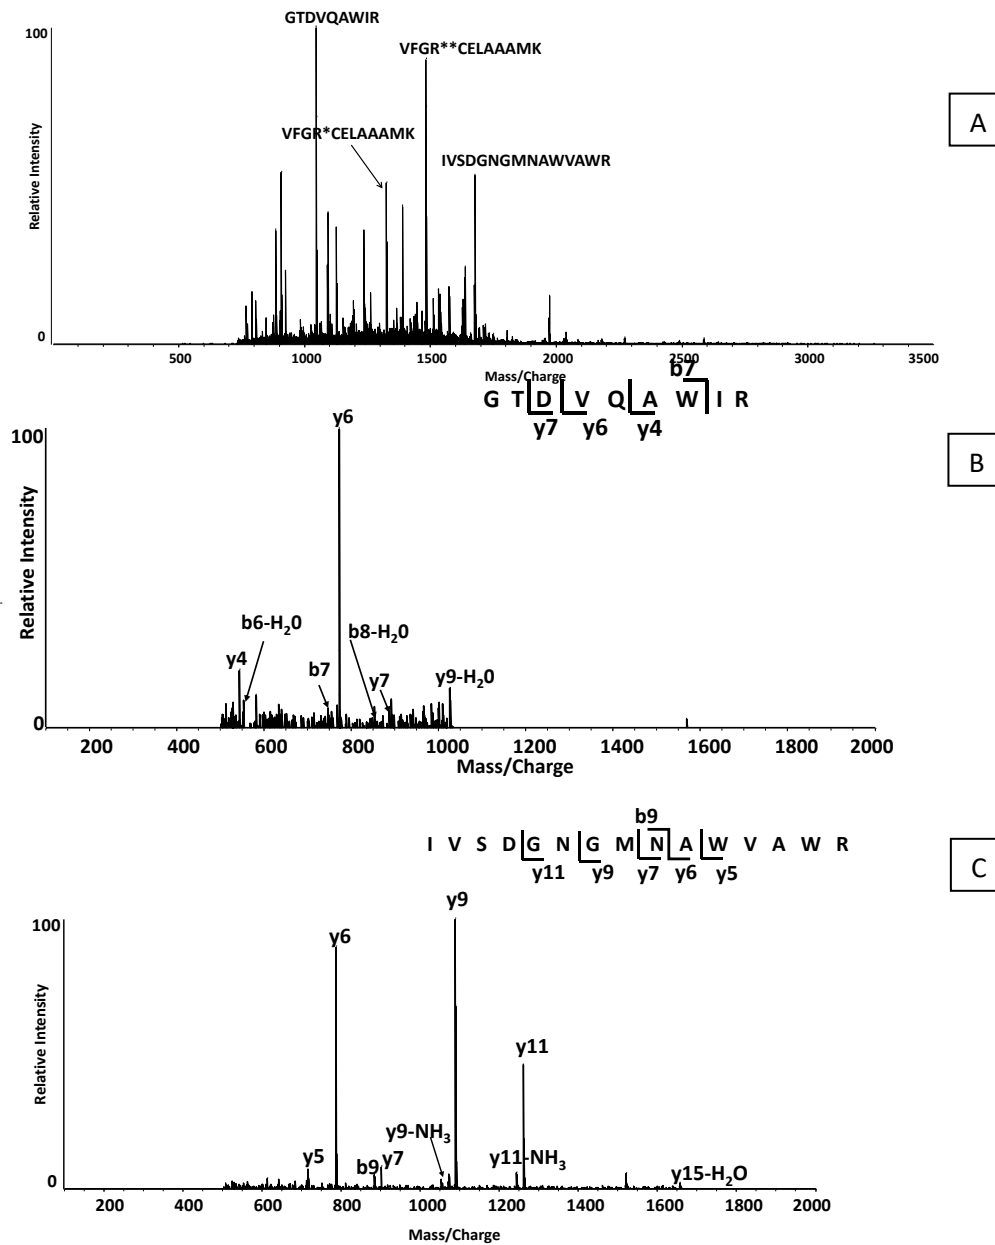 GTDVQAWIR
100
VFGR**CELAAAMK
A
VFGR*CELAAAMK
IVSDGNGMNAWVAWR
Relative Intensity
0
500 1000 1500 2000 2500 3000 3500
Mass/Charge
b7
G T D V Q A W I R
y7 y6 y4
B
100
y6
Relative Intensity
b6-H20
b8-H20
y4
b7
y7
y9-H20
0
200 400 600 800 1000 1200 1400 1600 1800 2000
Mass/Charge
b9
I V S D G N G M N A W V A W R
y11 y9 y7 y6 y5
C
100
y9
y6
Relative Intensity
y11
y9-NH3
y5
b9
y7
y11-NH3
y15-H2O
0
200 400 600 800 1000 1200 1400 1600 1800 2000
Mass/Charge